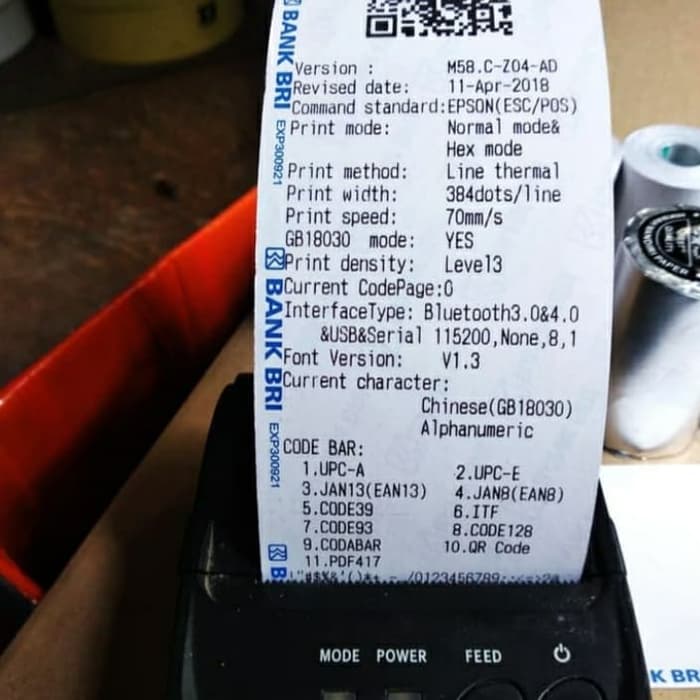 Version : M58.C-Z04-AD
Revised date: 11-Apr-2018
Command standard:EPSON(ESC/POS)
Print mode: Normal mode&
Hex mode
Print method: Line thermal
Print width: 384dots/line
Print speed: 70mm/s
GB18030 mode: YES
Print density: Level3
Current CodePage:0
InterfaceType: Bluetooth3.0&4.0
&USB&Serial 115200,None,8,1
Font Version: V1.3
Current character:
Chinese(GB18030)
Alphanumeric
CODE BAR:
1.UPC-A 2.UPC-E
3.JAN13(EAN13) 4.JAN8(EAN8)
5.CODE39 6.ITF
7.CODE93 8.CODE128
9.CODABAR 10.QR Code
11.PDF417
BANK BRI
EXP300921
BANK BRI
EXP300921
B
MODE POWER FEED
K BR